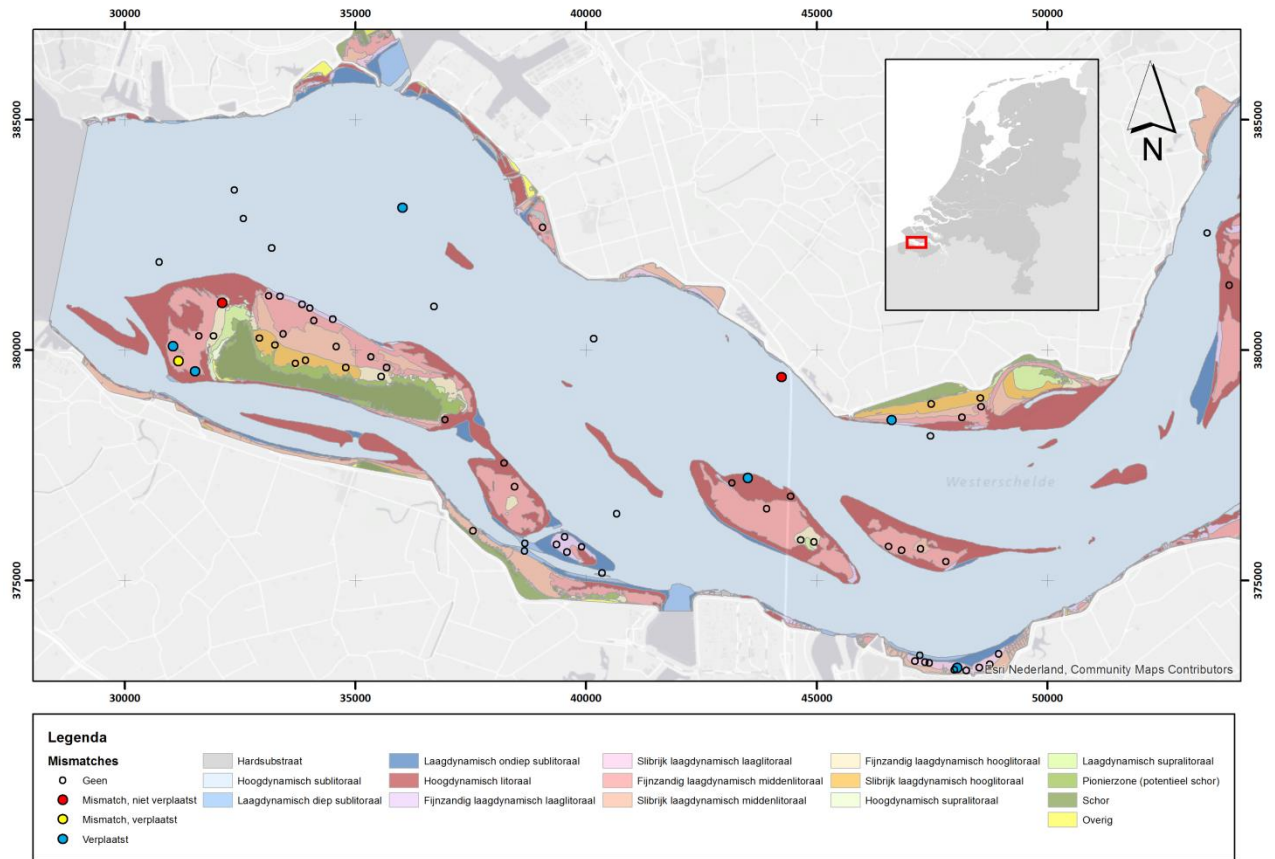 30000 35000 40000 45000 50000
385000 385000
N
380000 380000
Westerschelde
375000 375000
Esri Nederland, Community Maps Contributors
30000 35000 40000 45000 50000
Legenda
Mismatches
Geen
Mismatch, niet verplaatst
Mismatch, verplaatst
Verplaatst
Hardsubstraat
Hoogdynamisch sublitoraal
Laagdynamisch diep sublitoraal
Laagdynamisch ondiep sublitoraal
Hoogdynamisch litoraal
Fijnzandig laagdynamisch laaglitoraal
Slibrijk laagdynamisch laaglitoraal
Fijnzandig laagdynamisch middenlitoraal
Slibrijk laagdynamisch middenlitoraal
Fijnzandig laagdynamisch hooglitoraal
Slibrijk laagdynamisch hooglitoraal
Hoogdynamisch supralitoraal
Laagdynamisch supralitoraal
Pionierzone (potentieel schor)
Schor
Overig